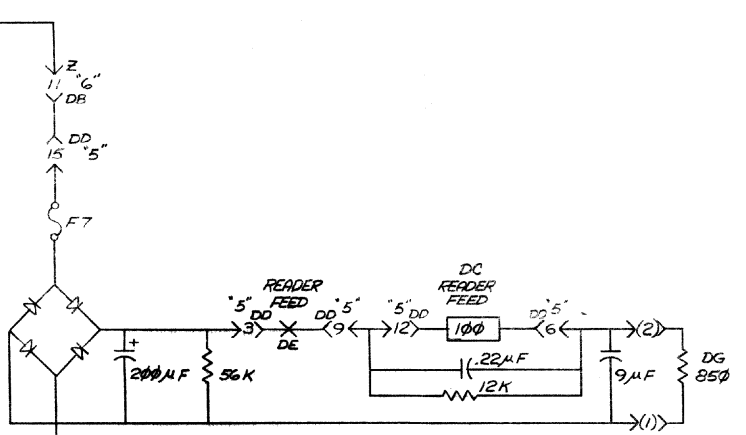 Z
11 "6"
DB
DD
15 "5"
F7
DC
READER
FEED
READER
FEED
"5"
DD
3
DE
DD "5"
9
"5" DD
12
100
DD "5"
6
(2)
+
200µF
56K
.22µF
12K
9µF
DG
850
(1)